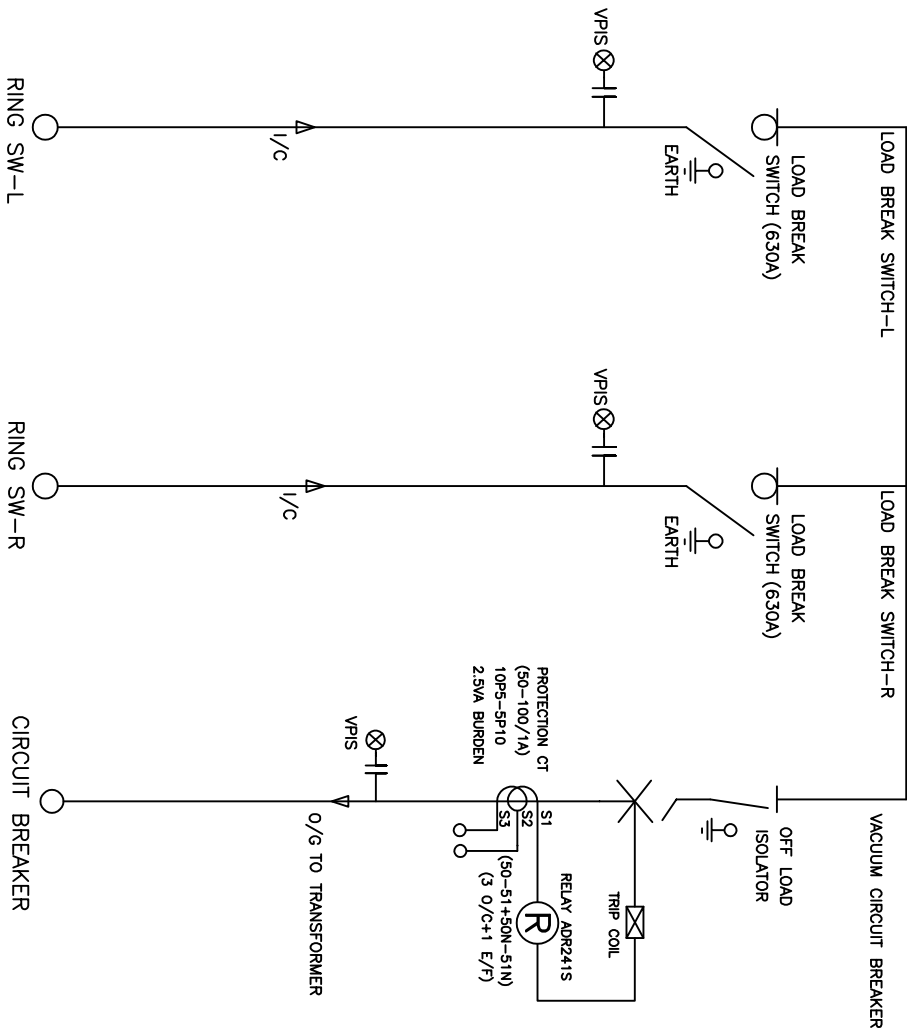 LOAD BREAK SWITCH-L
LOAD BREAK
SWITCH (630A)
EARTH
VPIS
I/C
RING SW-L
LOAD BREAK SWITCH-R
LOAD BREAK
SWITCH (630A)
EARTH
VPIS
I/C
RING SW-R
VACUUM CIRCUIT BREAKER
OFF LOAD
ISOLATOR
TRIP COIL
RELAY ADR241S
R
(50-51+50N-51N)
(3 O/C+1 E/F)
S1
S2
S3
PROTECTION CT
(50-100/1A)
10P5-5P10
2.5VA BURDEN
VPIS
O/G TO TRANSFORMER
CIRCUIT BREAKER